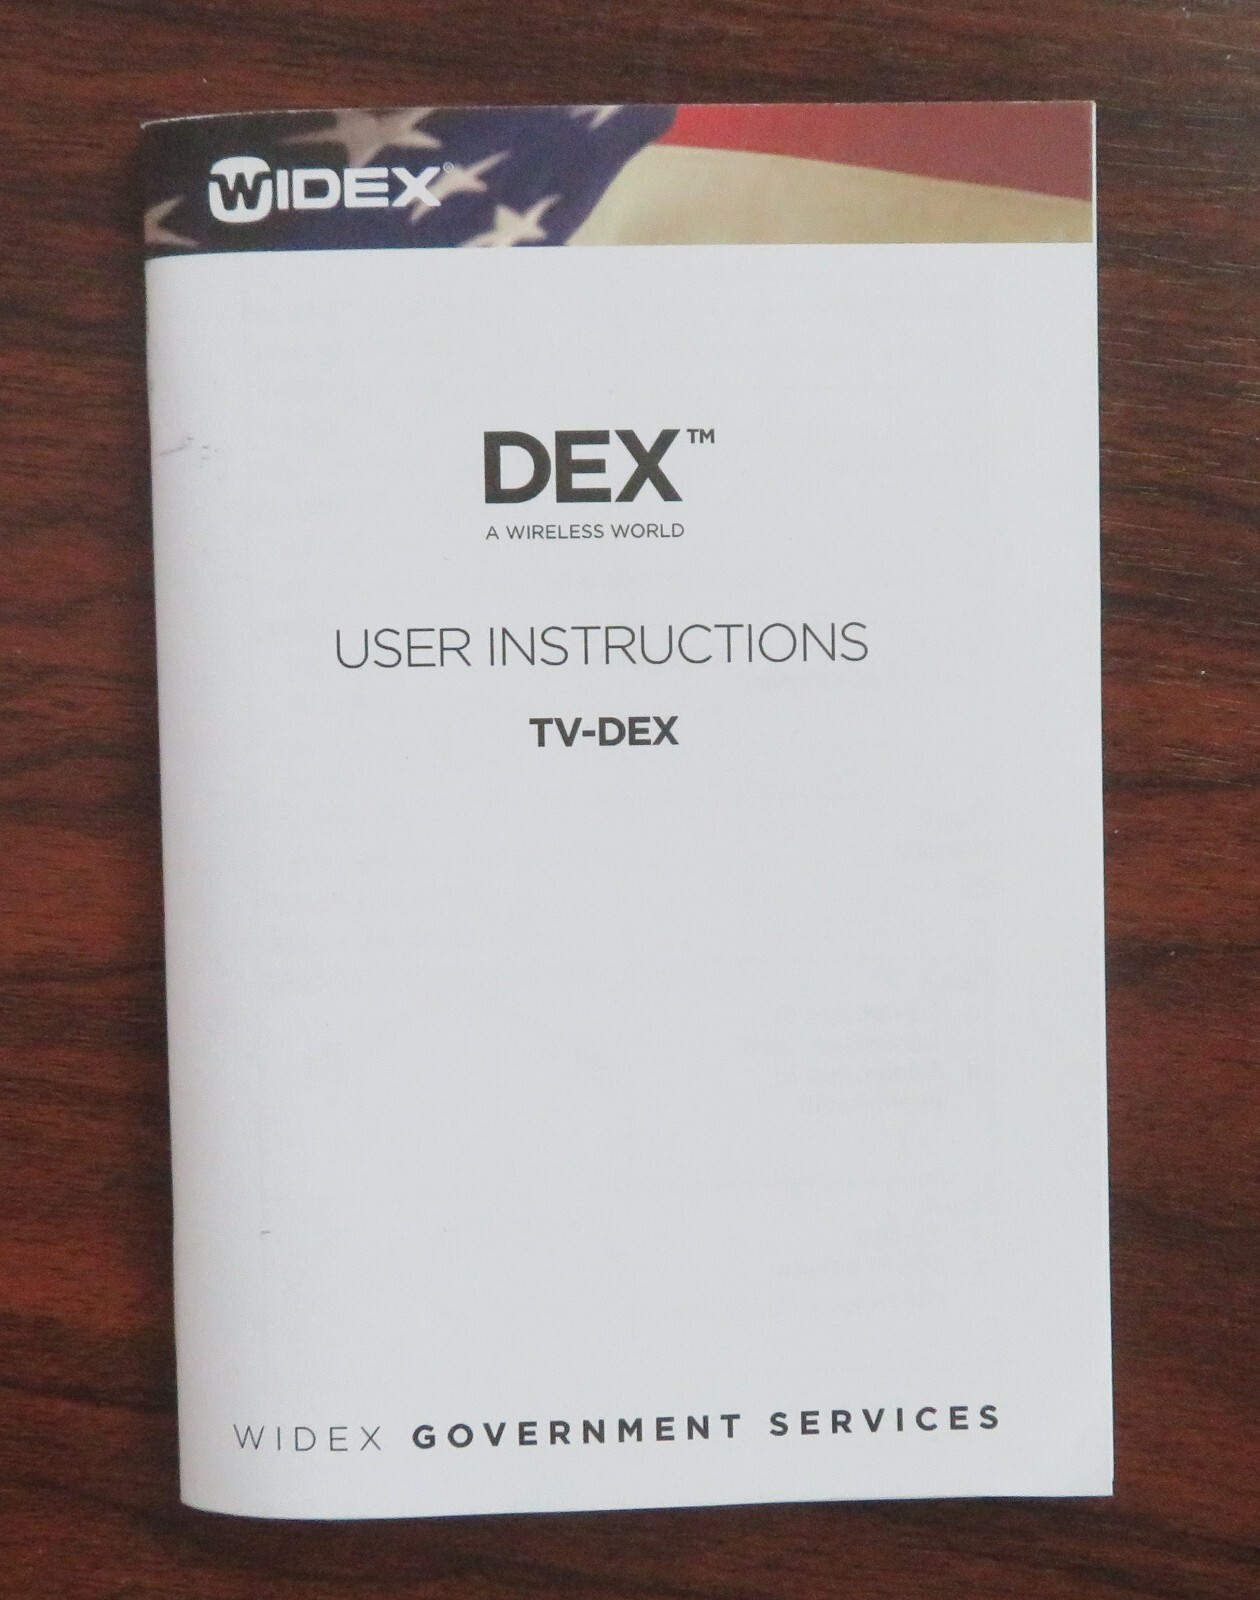 WIDEX®
DEX™
A WIRELESS WORLD
USER INSTRUCTIONS
TV-DEX
WIDEX GOVERNMENT SERVICES